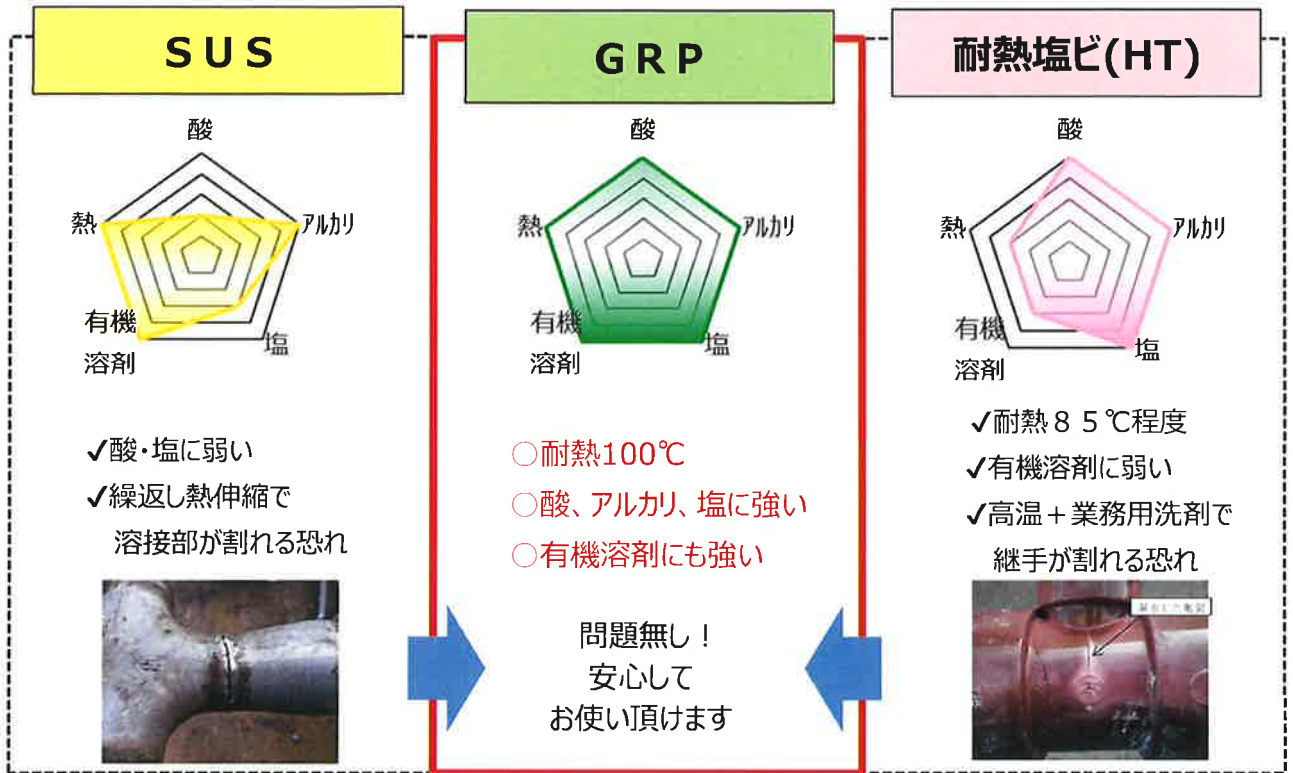 SUS
酸
熱
アルカリ
有機
溶剤
塩
✓酸・塩に弱い
✓繰返し熱伸縮で
溶接部が割れる恐れ
GRP
酸
熱
アルカリ
有機
溶剤
塩
○耐熱100℃
○酸、アルカリ、塩に強い
○有機溶剤にも強い
問題無し！
安心して
お使い頂けます
耐熱塩ビ(HT)
酸
熱
アルカリ
有機
溶剤
塩
✓耐熱８５℃程度
✓有機溶剤に弱い
✓高温＋業務用洗剤で
継手が割れる恐れ